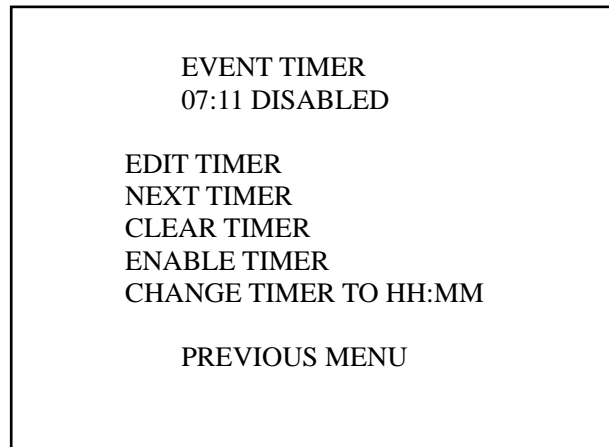 EVENT TIMER
07:11 DISABLED
EDIT TIMER
NEXT TIMER
CLEAR TIMER
ENABLE TIMER
CHANGE TIMER TO HH:MM
PREVIOUS MENU